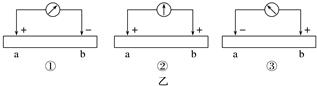 + − + + − +
a b a b a b
① ② ③
乙